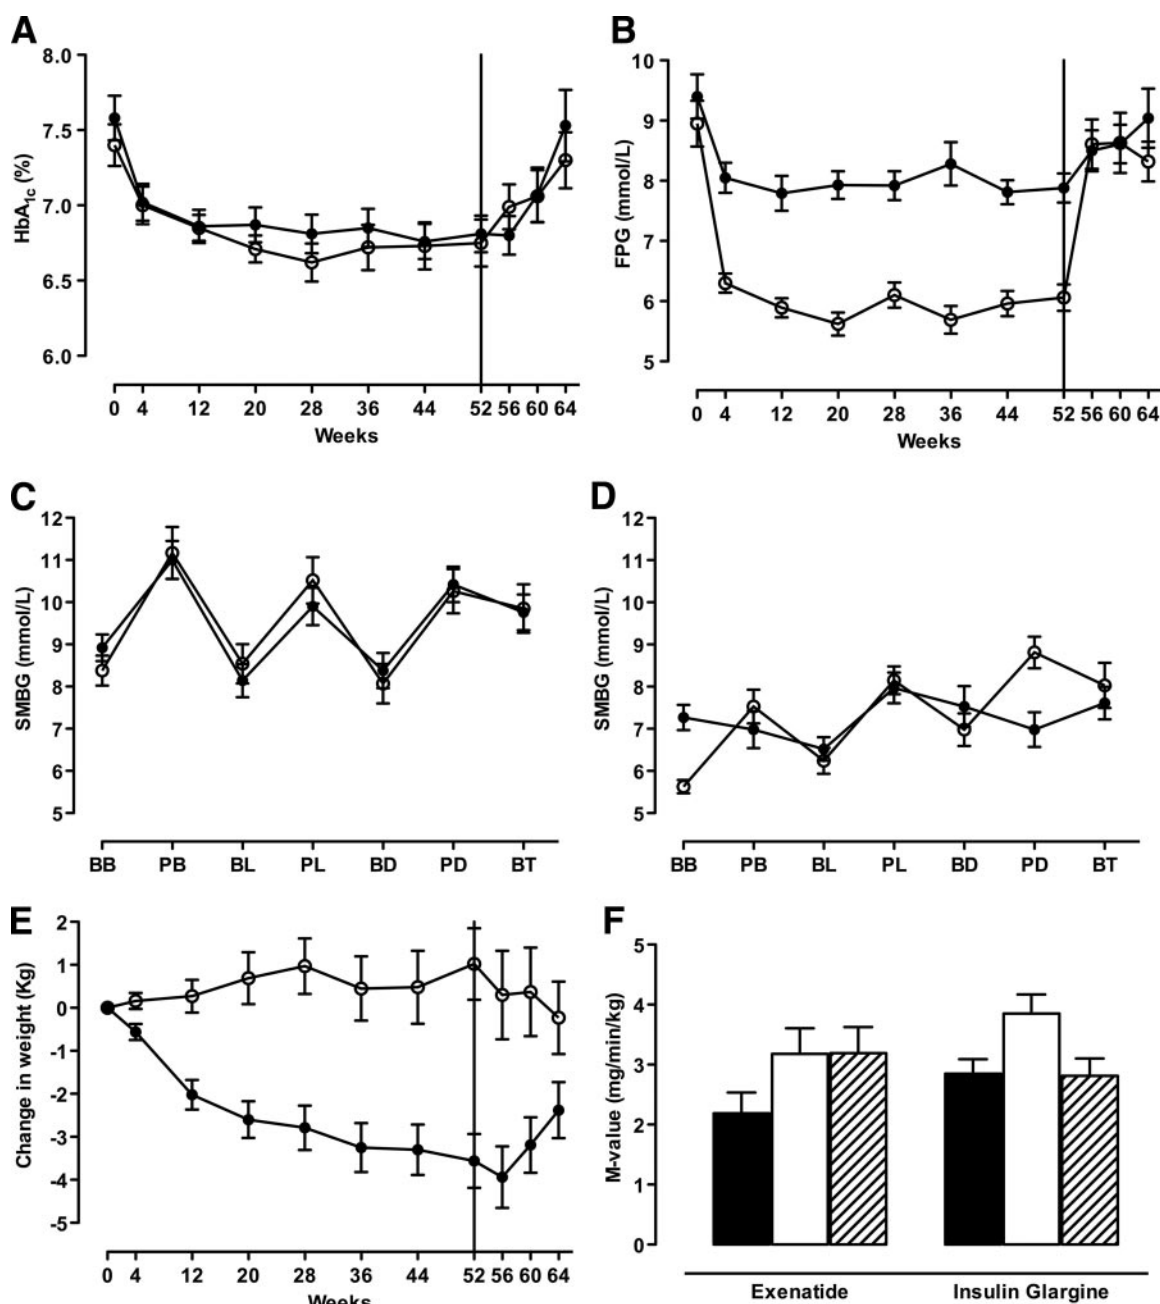 A
HbA1c (%)
8.0
7.5
7.0
6.5
6.0
0 4 12 20 28 36 44 52 56 60 64
Weeks
B
FPG (mmol/L)
10
9
8
7
6
5
0 4 12 20 28 36 44 52 56 60 64
Weeks
C
SMBG (mmol/L)
12
11
10
9
8
7
6
5
BB PB BL PL BD PD BT
D
SMBG (mmol/L)
12
11
10
9
8
7
6
5
BB PB BL PL BD PD BT
E
Change in weight (Kg)
2
1
0
-1
-2
-3
-4
-5
0 4 12 20 28 36 44 52 56 60 64
Weeks
F
M-value (mg/min/kg)
5
4
3
2
1
0
Exenatide Insulin Glargine